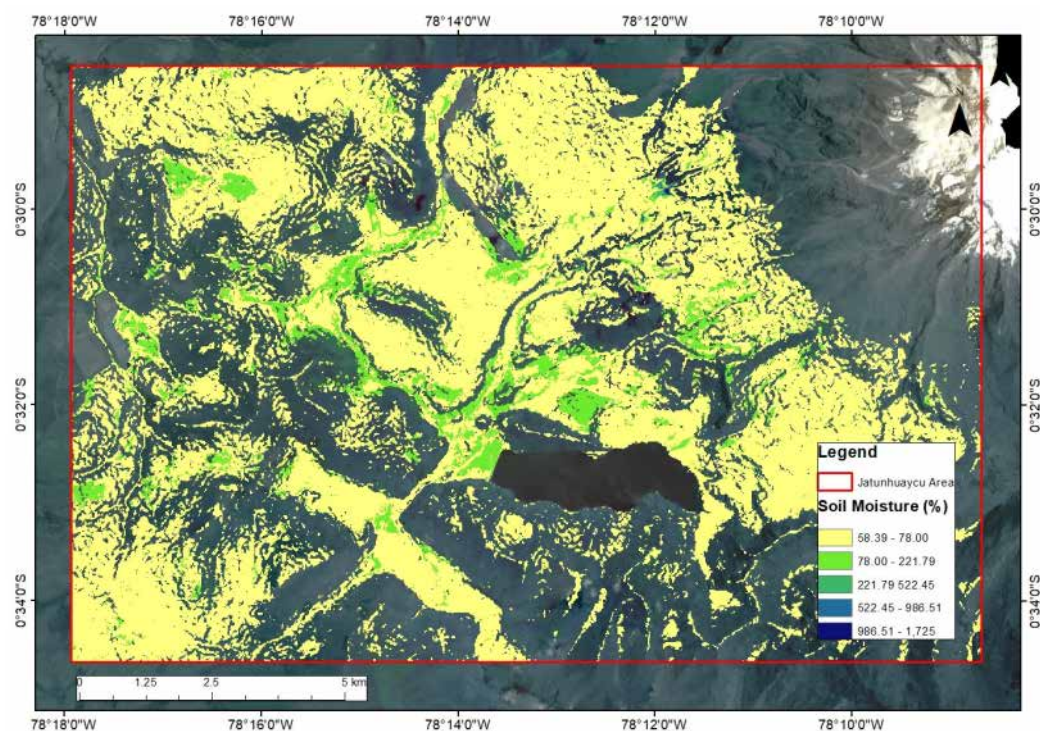 78°18'0"W 78°16'0"W 78°14'0"W 78°12'0"W 78°10'0"W
0°30'0"S 0°30'0"S
0°32'0"S 0°32'0"S
0°34'0"S 0°34'0"S
Legend
Jatunhuaycu Area
Soil Moisture (%)
58.39 - 78.00
78.00 - 221.79
221.79 522.45
522.45 - 986.51
986.51 - 1,725
0 1.25 2.5 5 km
78°18'0"W 78°16'0"W 78°14'0"W 78°12'0"W 78°10'0"W